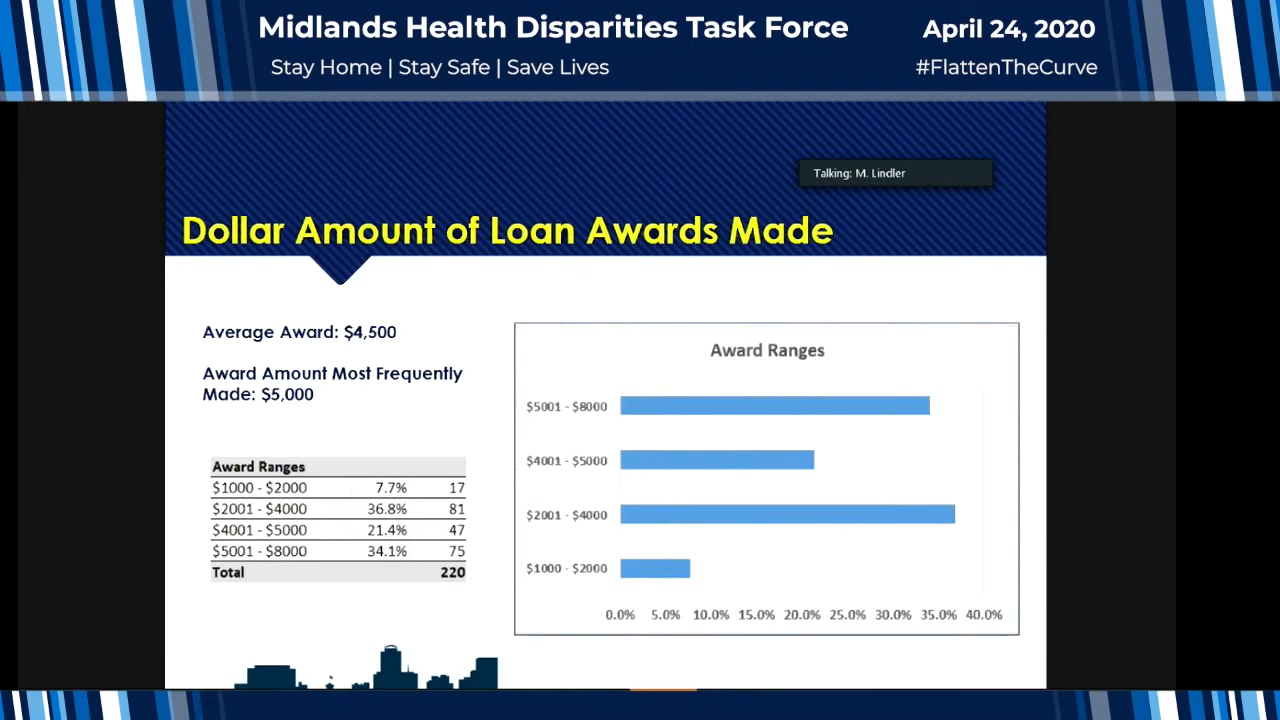 Midlands Health Disparities Task Force
April 24, 2020
Stay Home | Stay Safe | Save Lives
#FlattenTheCurve
Talking: M. Lindler
Dollar Amount of Loan Awards Made
Average Award: $4,500
Award Amount Most Frequently
Made: $5,000
Award Ranges
$1000 - $2000 7.7% 17
$2001 - $4000 36.8% 81
$4001 - $5000 21.4% 47
$5001 - $8000 34.1% 75
Total 220
Award Ranges
$5001 - $8000
$4001 - $5000
$2001 - $4000
$1000 - $2000
0.0% 5.0% 10.0% 15.0% 20.0% 25.0% 30.0% 35.0% 40.0%